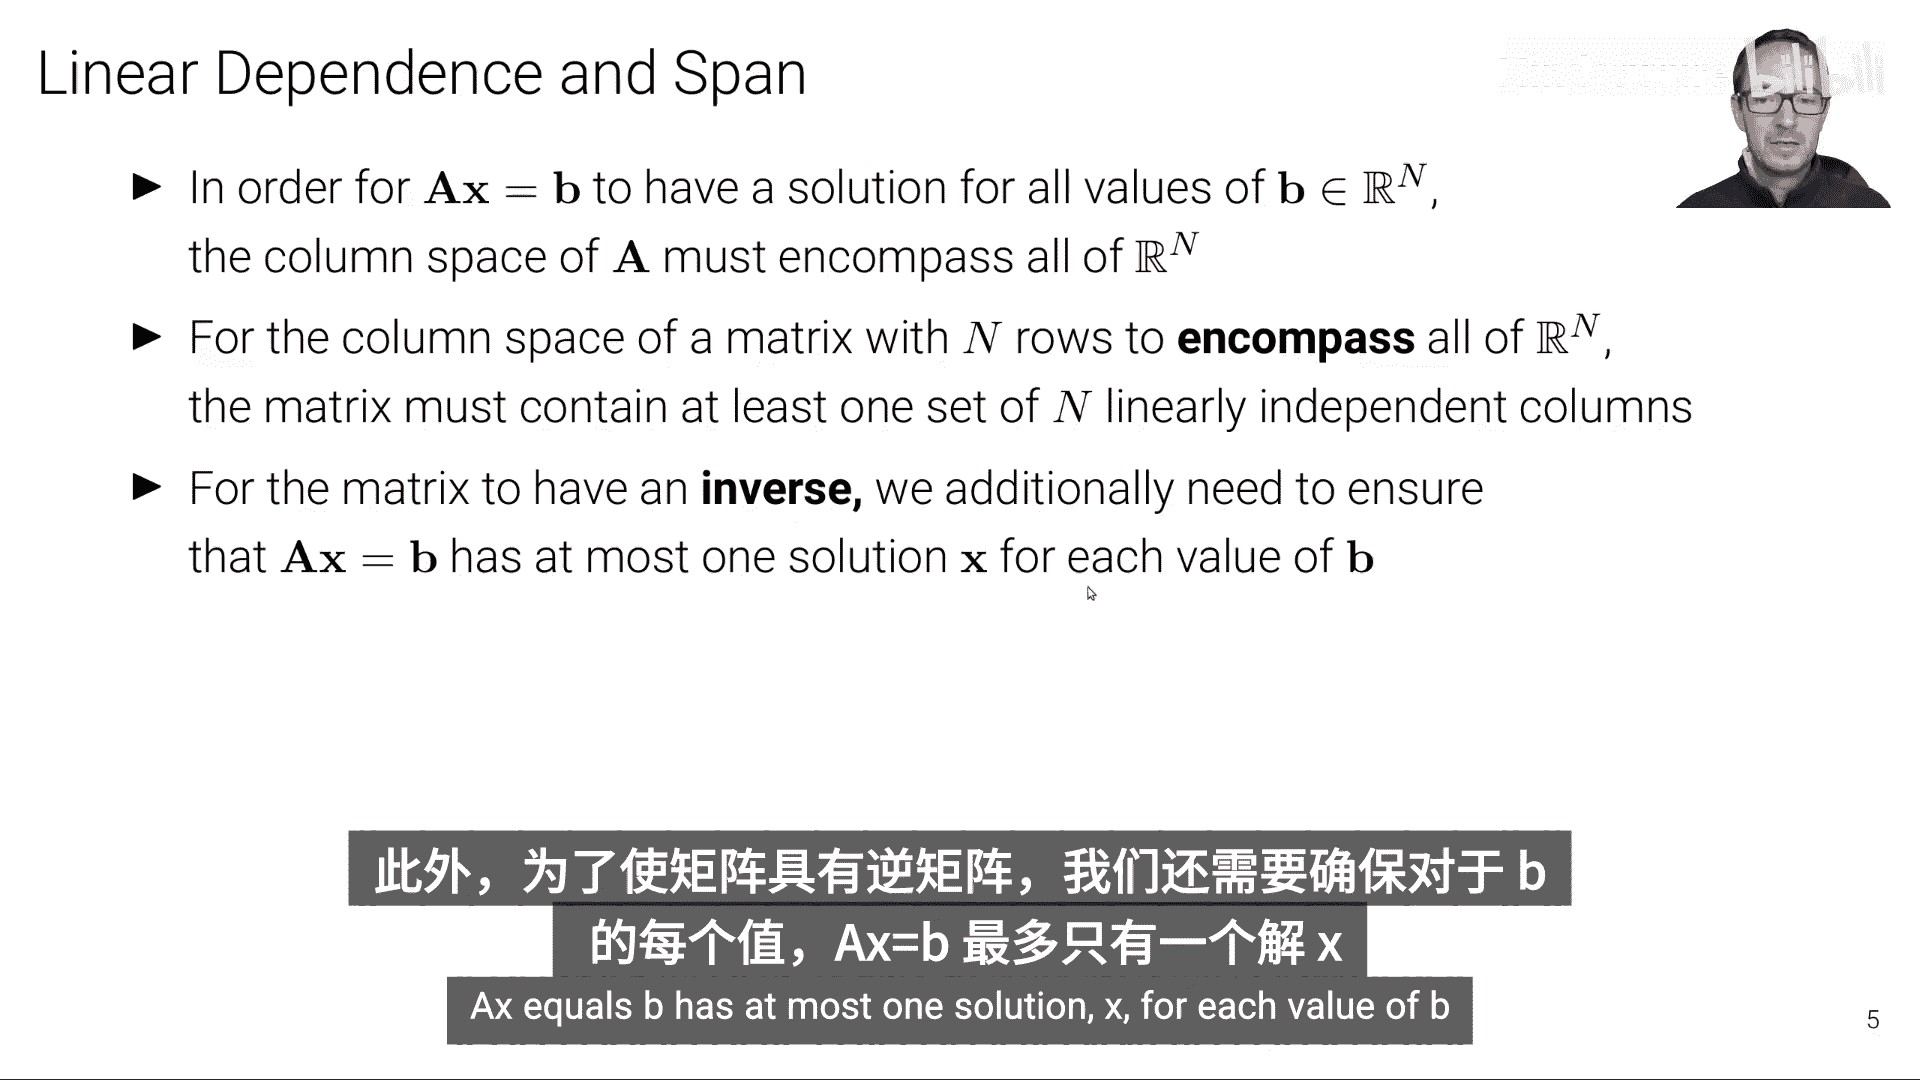 Linear Dependence and Span
bilibili
► In order for Ax = b to have a solution for all values of b ∈ ℝᴺ,
the column space of A must encompass all of ℝᴺ
► For the column space of a matrix with N rows to encompass all of ℝᴺ,
the matrix must contain at least one set of N linearly independent columns
► For the matrix to have an inverse, we additionally need to ensure
that Ax = b has at most one solution x for each value of b
此外，为了使矩阵具有逆矩阵，我们还需要确保对于 b
的每个值，Ax=b 最多只有一个解 x
Ax equals b has at most one solution, x, for each value of b
5